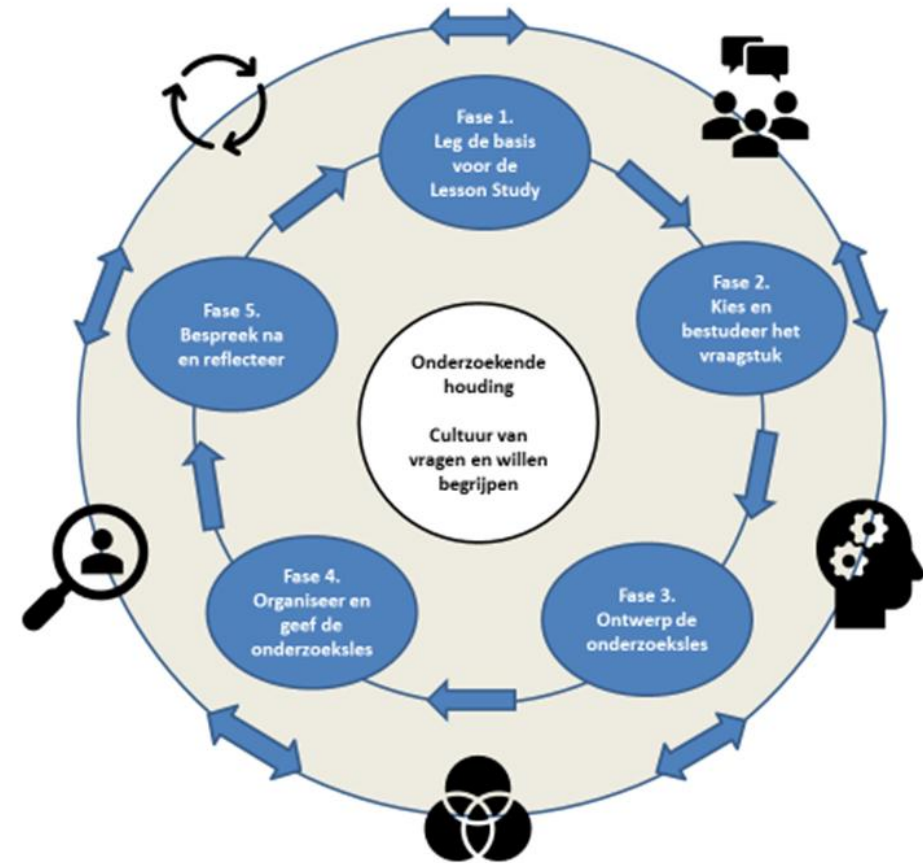 Fase 1.
Leg de basis
voor de
Lesson Study
Fase 2.
Kies en
bestudeer het
vraagstuk
Fase 3.
Ontwerp de
onderzoeksles
Fase 4.
Organiseer en
geef de
onderzoeksles
Fase 5.
Bespreek na
en reflecteer
Onderzoekende
houding
Cultuur van
vragen en willen
begrijpen